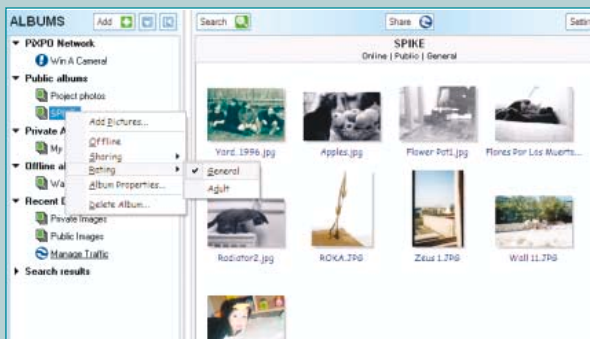 ALBUMS
Add
PiXPO Network
Win A Camera!
Public albums
Project photos
SPIKE
Private A
My
Offline al
Wa
Recent D
Private Images
Public Images
Manage Traffic
Search results
Add Pictures...
Offline
Sharing
Rating
Album Properties...
Delete Album...
General
Adult
Search
Share
Settin
SPIKE
Online | Public | General
Yard, 1996.jpg
Apples.jpg
Flower Pot1.jpg
Flores Por Los Muerto...
Radiator2.jpg
ROKA.JPG
Zeus 1.JPG
Wall 11.JPG